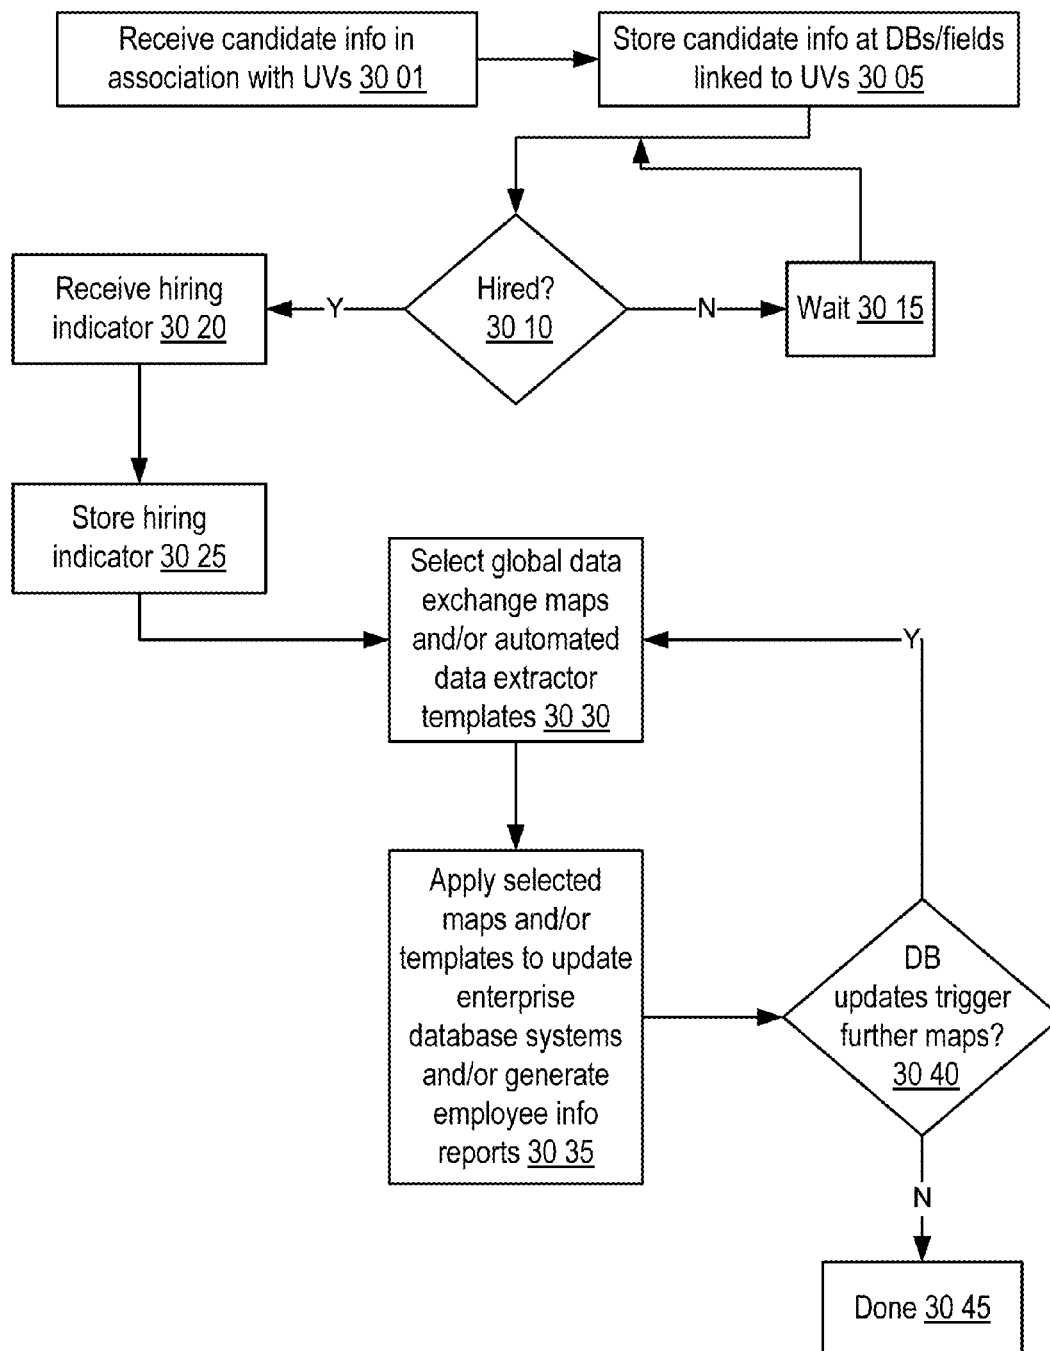 Receive candidate info in
association with UVs 30 01
Store candidate info at DBs/fields
linked to UVs 30 05
Hired?
30 10
Y
N
Wait 30 15
Receive hiring
indicator 30 20
Store hiring
indicator 30 25
Select global data
exchange maps
and/or automated
data extractor
templates 30 30
Y
Apply selected
maps and/or
templates to update
enterprise
database systems
and/or generate
employee info
reports 30 35
DB
updates trigger
further maps?
30 40
N
Done 30 45